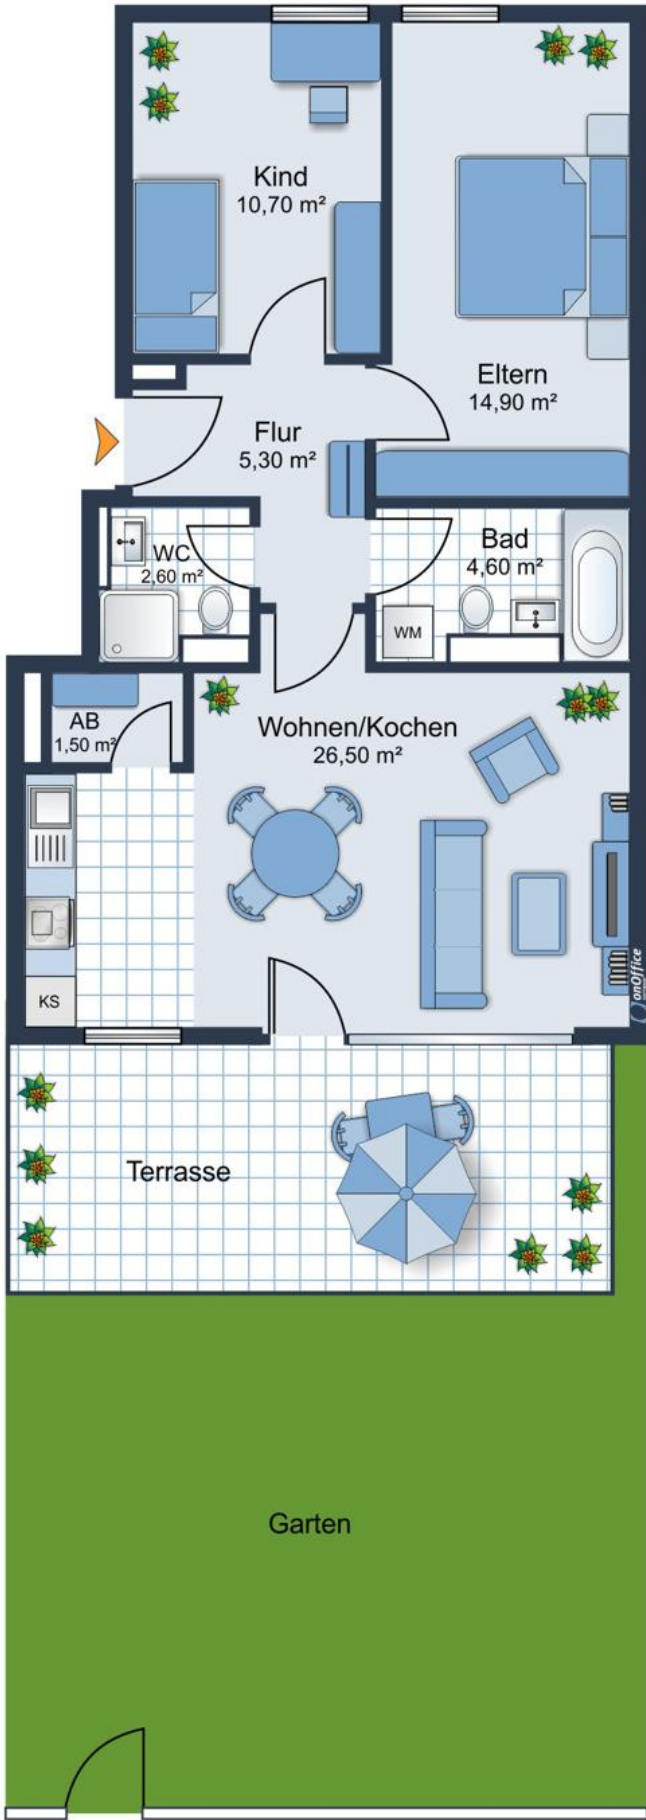 Kind
10,70 m²
Eltern
14,90 m²
Flur
5,30 m²
WC
2,60 m²
Bad
4,60 m²
WM
AB
1,50 m²
Wohnen/Kochen
26,50 m²
KS
onOffice
Terrasse
Garten